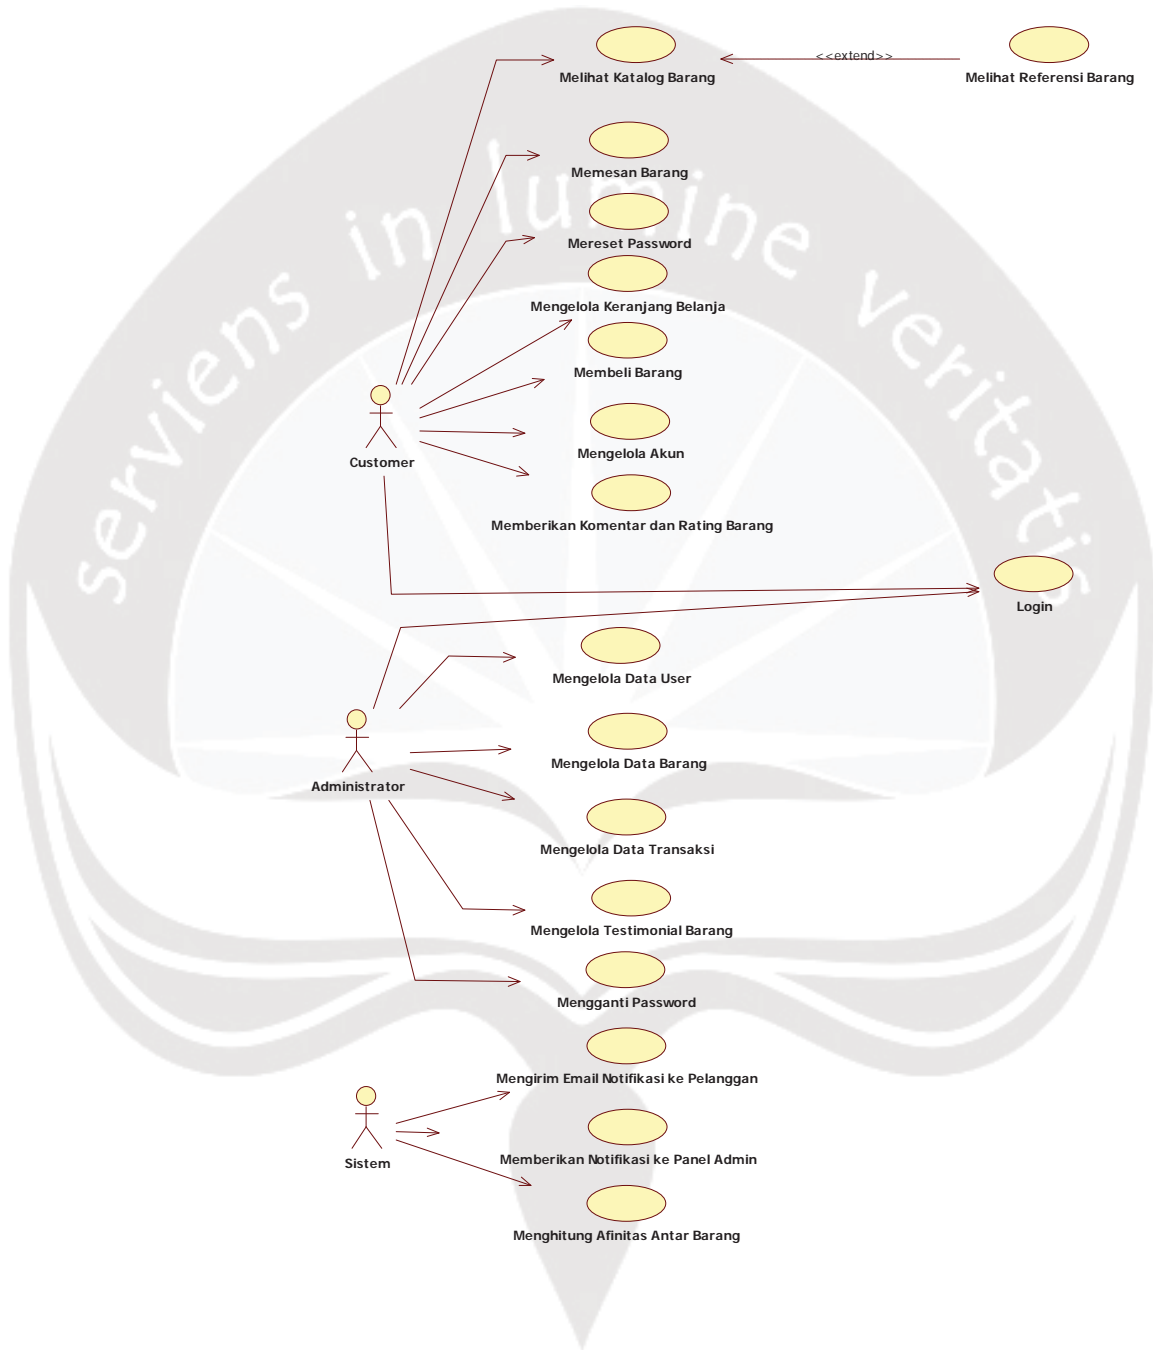 Melihat Katalog Barang
<<extend>>
Melihat Referensi Barang
Memesan Barang
Mereset Password
Mengelola Keranjang Belanja
Membeli Barang
Mengelola Akun
Customer
Memberikan Komentar dan Rating Barang
Login
Mengelola Data User
Mengelola Data Barang
Administrator
Mengelola Data Transaksi
Mengelola Testimonial Barang
Mengganti Password
Mengirim Email Notifikasi ke Pelanggan
Memberikan Notifikasi ke Panel Admin
Sistem
Menghitung Afinitas Antar Barang
serviens in lumine veritatis